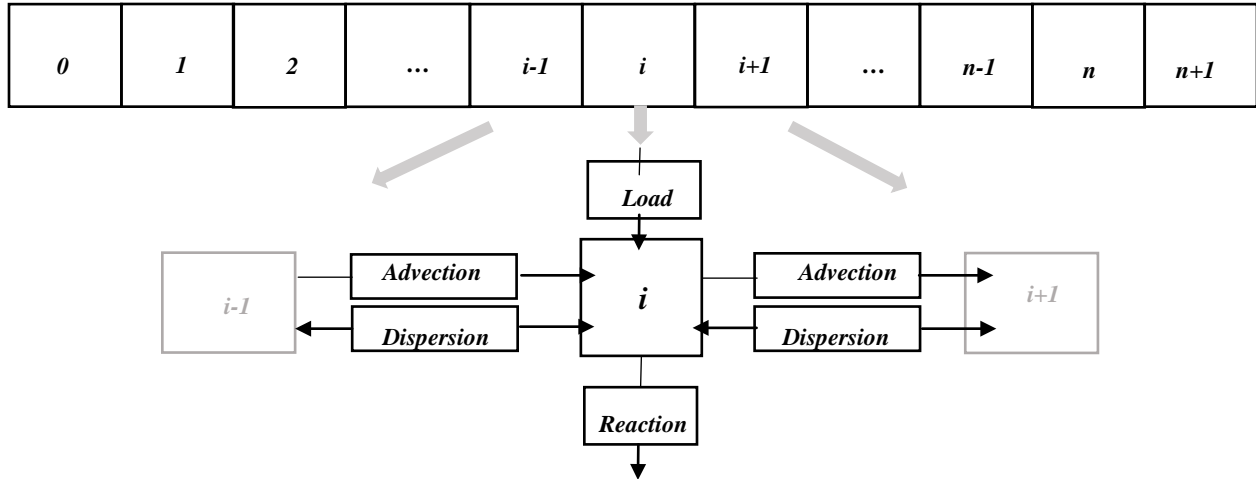 0 1 2 … i-1 i i+1 … n-1 n n+1
Load
Advection Advection
i-1 i i+1
Dispersion Dispersion
Reaction